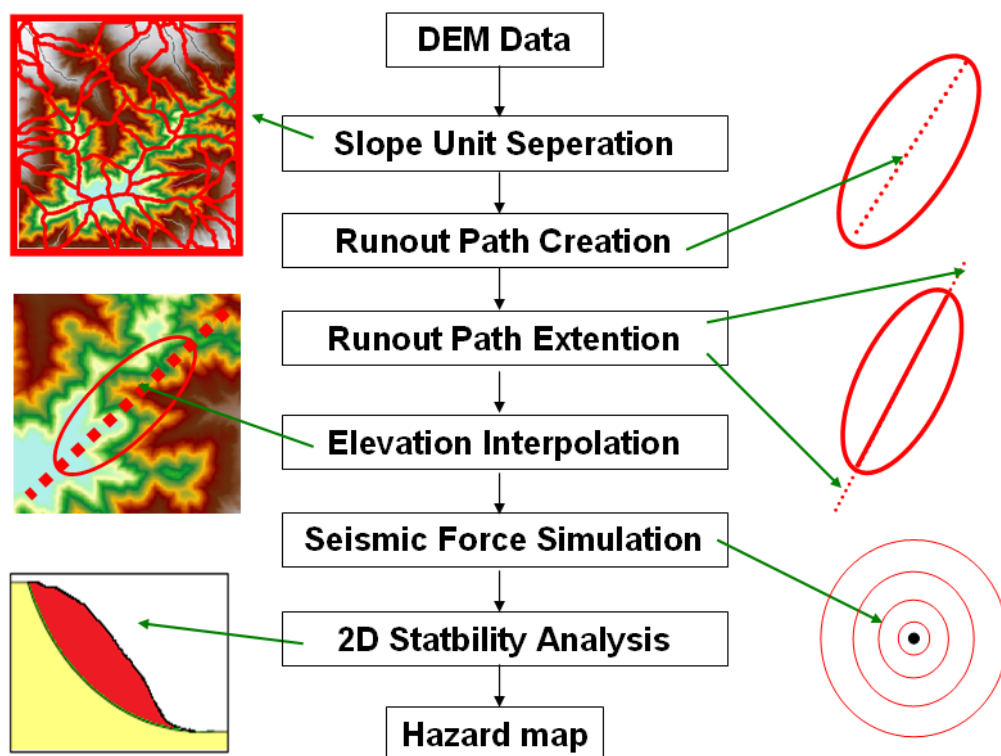 DEM Data
Slope Unit Seperation
Runout Path Creation
Runout Path Extention
Elevation Interpolation
Seismic Force Simulation
2D Statbility Analysis
Hazard map